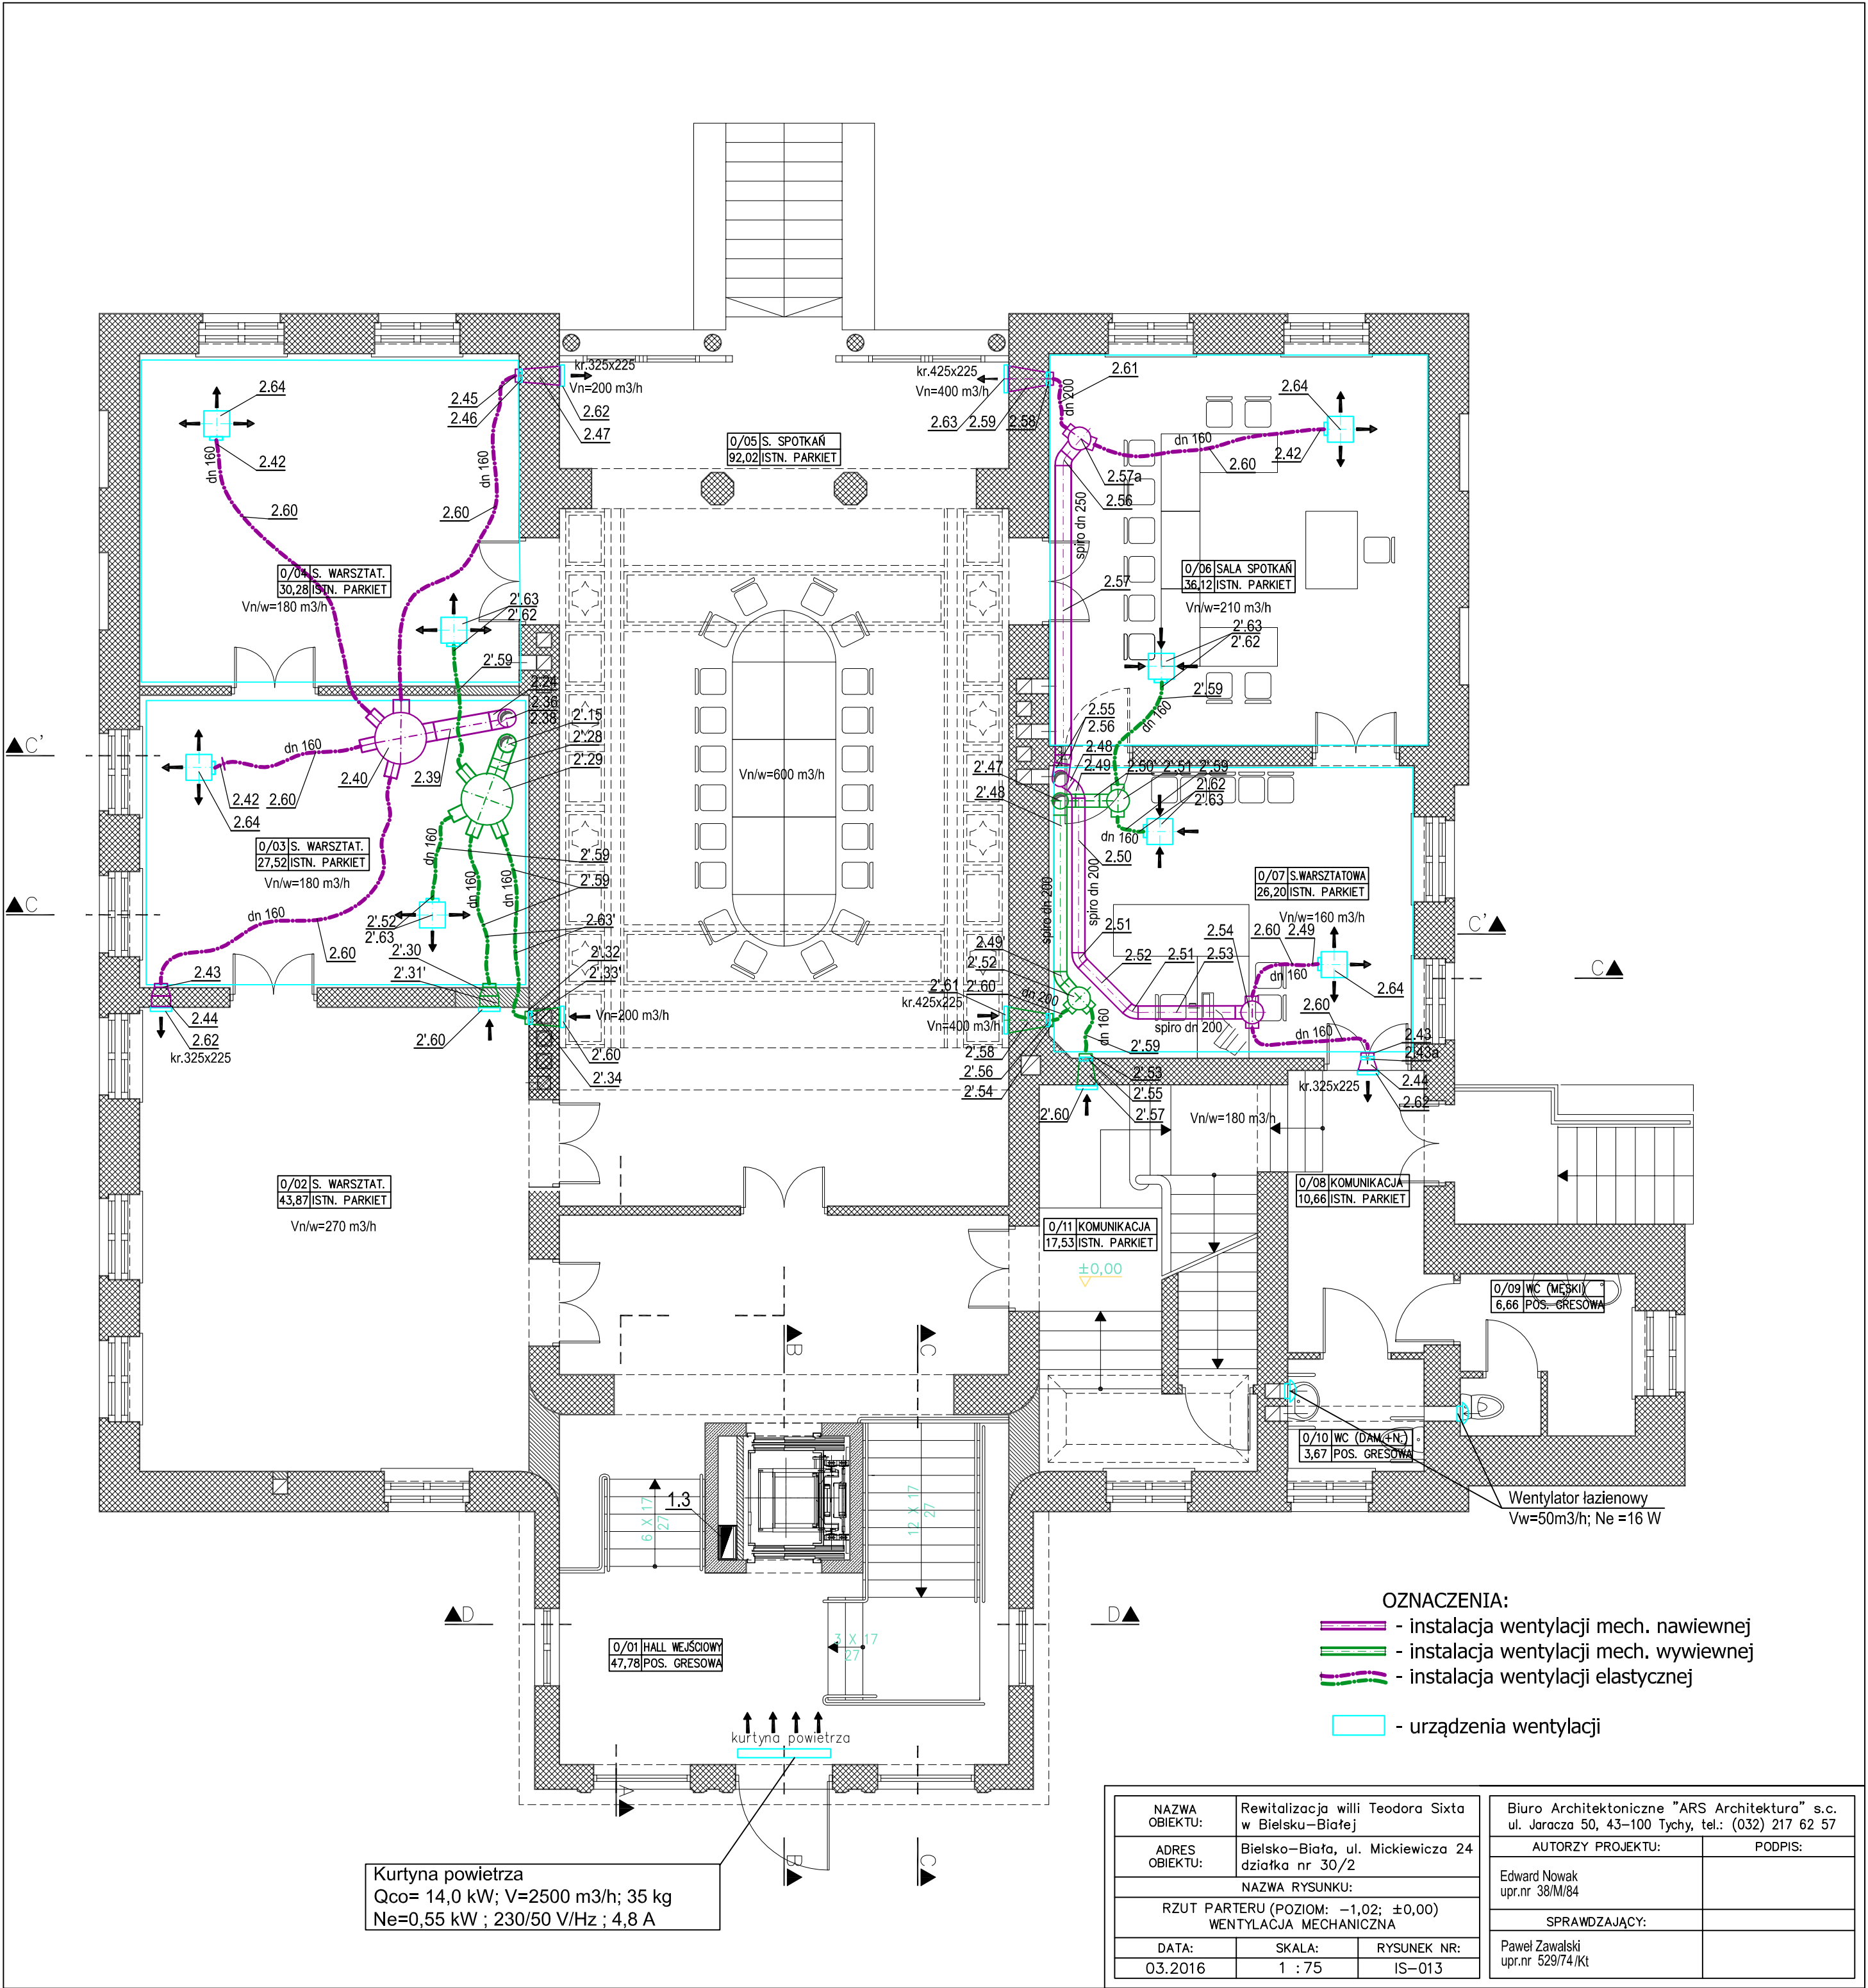 kr.325x225
Vn=200 m3/h
2.62
2.47
2.45
2.46
kr.425x225
Vn=400 m3/h
2.63
2.59
2.58
dn 200
2.61
2.64
2.64
dn 160
2.42
2.60
dn 160
2.60
0/05 S. SPOTKAŃ
92,02 ISTN. PARKIET
dn 160
2.60
2.42
2.57a
2.56
spiro dn 250
2.57
0/04 S. WARSZTAT.
30,28 ISTN. PARKIET
Vn/w=180 m3/h
0/06 SALA SPOTKAŃ
36,12 ISTN. PARKIET
Vn/w=210 m3/h
2'.63
2'.62
2'.59
2'.63
2'.62
2'.59
dn 160
2.24
2.36
2.38
2'.15
2'.28
2'.29
2.39
2.40
dn 160
2.42
2.60
2.64
▲C'
▲C
0/03 S. WARSZTAT.
27,52 ISTN. PARKIET
Vn/w=180 m3/h
Vn/w=600 m3/h
2.55
2.56
2.48
2.49
2'.47
2'.48
2'.50'
2'.51
2'.59
2'.62
2'.63
dn 160
2.50
spiro dn 200
spiro dn 200
0/07 S.WARSZTATOWA
26,20 ISTN. PARKIET
Vn/w=160 m3/h
dn 160
dn 160
dn 160
2'.59
2'.59
2.63'
2'.52
2'.63
2'.30
2'.31'
2'.32
2'.33'
dn 160
2.60
2.43
2.44
2.62
kr.325x225
2'.60
Vn=200 m3/h
2'.60
2'.34
2.49
2'.52
2'.61
2'.60
kr.425x225
Vn=400 m3/h
dn 200
dn 160
2'.58
2'.56
2'.54
2'.59
2'.53
2'.55
2'.57
2'.60
2.51
2.52
2.51
2.53
2.54
2.60
2.49
dn 160
2.64
spiro dn 200
2.60
dn 160
2.43
2.43a
2.44
2.62
kr.325x225
C'▲
C▲
Vn/w=180 m3/h
0/02 S. WARSZTAT.
43,87 ISTN. PARKIET
Vn/w=270 m3/h
0/08 KOMUNIKACJA
10,66 ISTN. PARKIET
0/11 KOMUNIKACJA
17,53 ISTN. PARKIET
±0,00
0/09 WC (MĘSKI)
6,66 POS. GRESOWA
B
C
0/10 WC (DAM.+N.)
3,67 POS. GRESOWA
Wentylator łazienowy
Vw=50m3/h; Ne =16 W
1.3
6 X 17
27
12 X 17
27
▲D
D▲
3 X 17
27
0/01 HALL WEJŚCIOWY
47,78 POS. GRESOWA
kurtyna powietrza
A
B
C
Kurtyna powietrza
Qco= 14,0 kW; V=2500 m3/h; 35 kg
Ne=0,55 kW ; 230/50 V/Hz ; 4,8 A
OZNACZENIA:
- instalacja wentylacji mech. nawiewnej
- instalacja wentylacji mech. wywiewnej
- instalacja wentylacji elastycznej
- urządzenia wentylacji
NAZWA OBIEKTU:
Rewitalizacja willi Teodora Sixta
w Bielsku–Białej
ADRES OBIEKTU:
Bielsko–Biała, ul. Mickiewicza 24
działka nr 30/2
NAZWA RYSUNKU:
RZUT PARTERU (POZIOM: –1,02; ±0,00)
WENTYLACJA MECHANICZNA
DATA:
SKALA:
RYSUNEK NR:
03.2016
1 :75
IS–013
Biuro Architektoniczne "ARS Architektura" s.c.
ul. Jaracza 50, 43–100 Tychy, tel.: (032) 217 62 57
AUTORZY PROJEKTU:
PODPIS:
Edward Nowak
upr.nr 38/M/84
SPRAWDZAJĄCY:
Paweł Zawalski
upr.nr 529/74/Kt